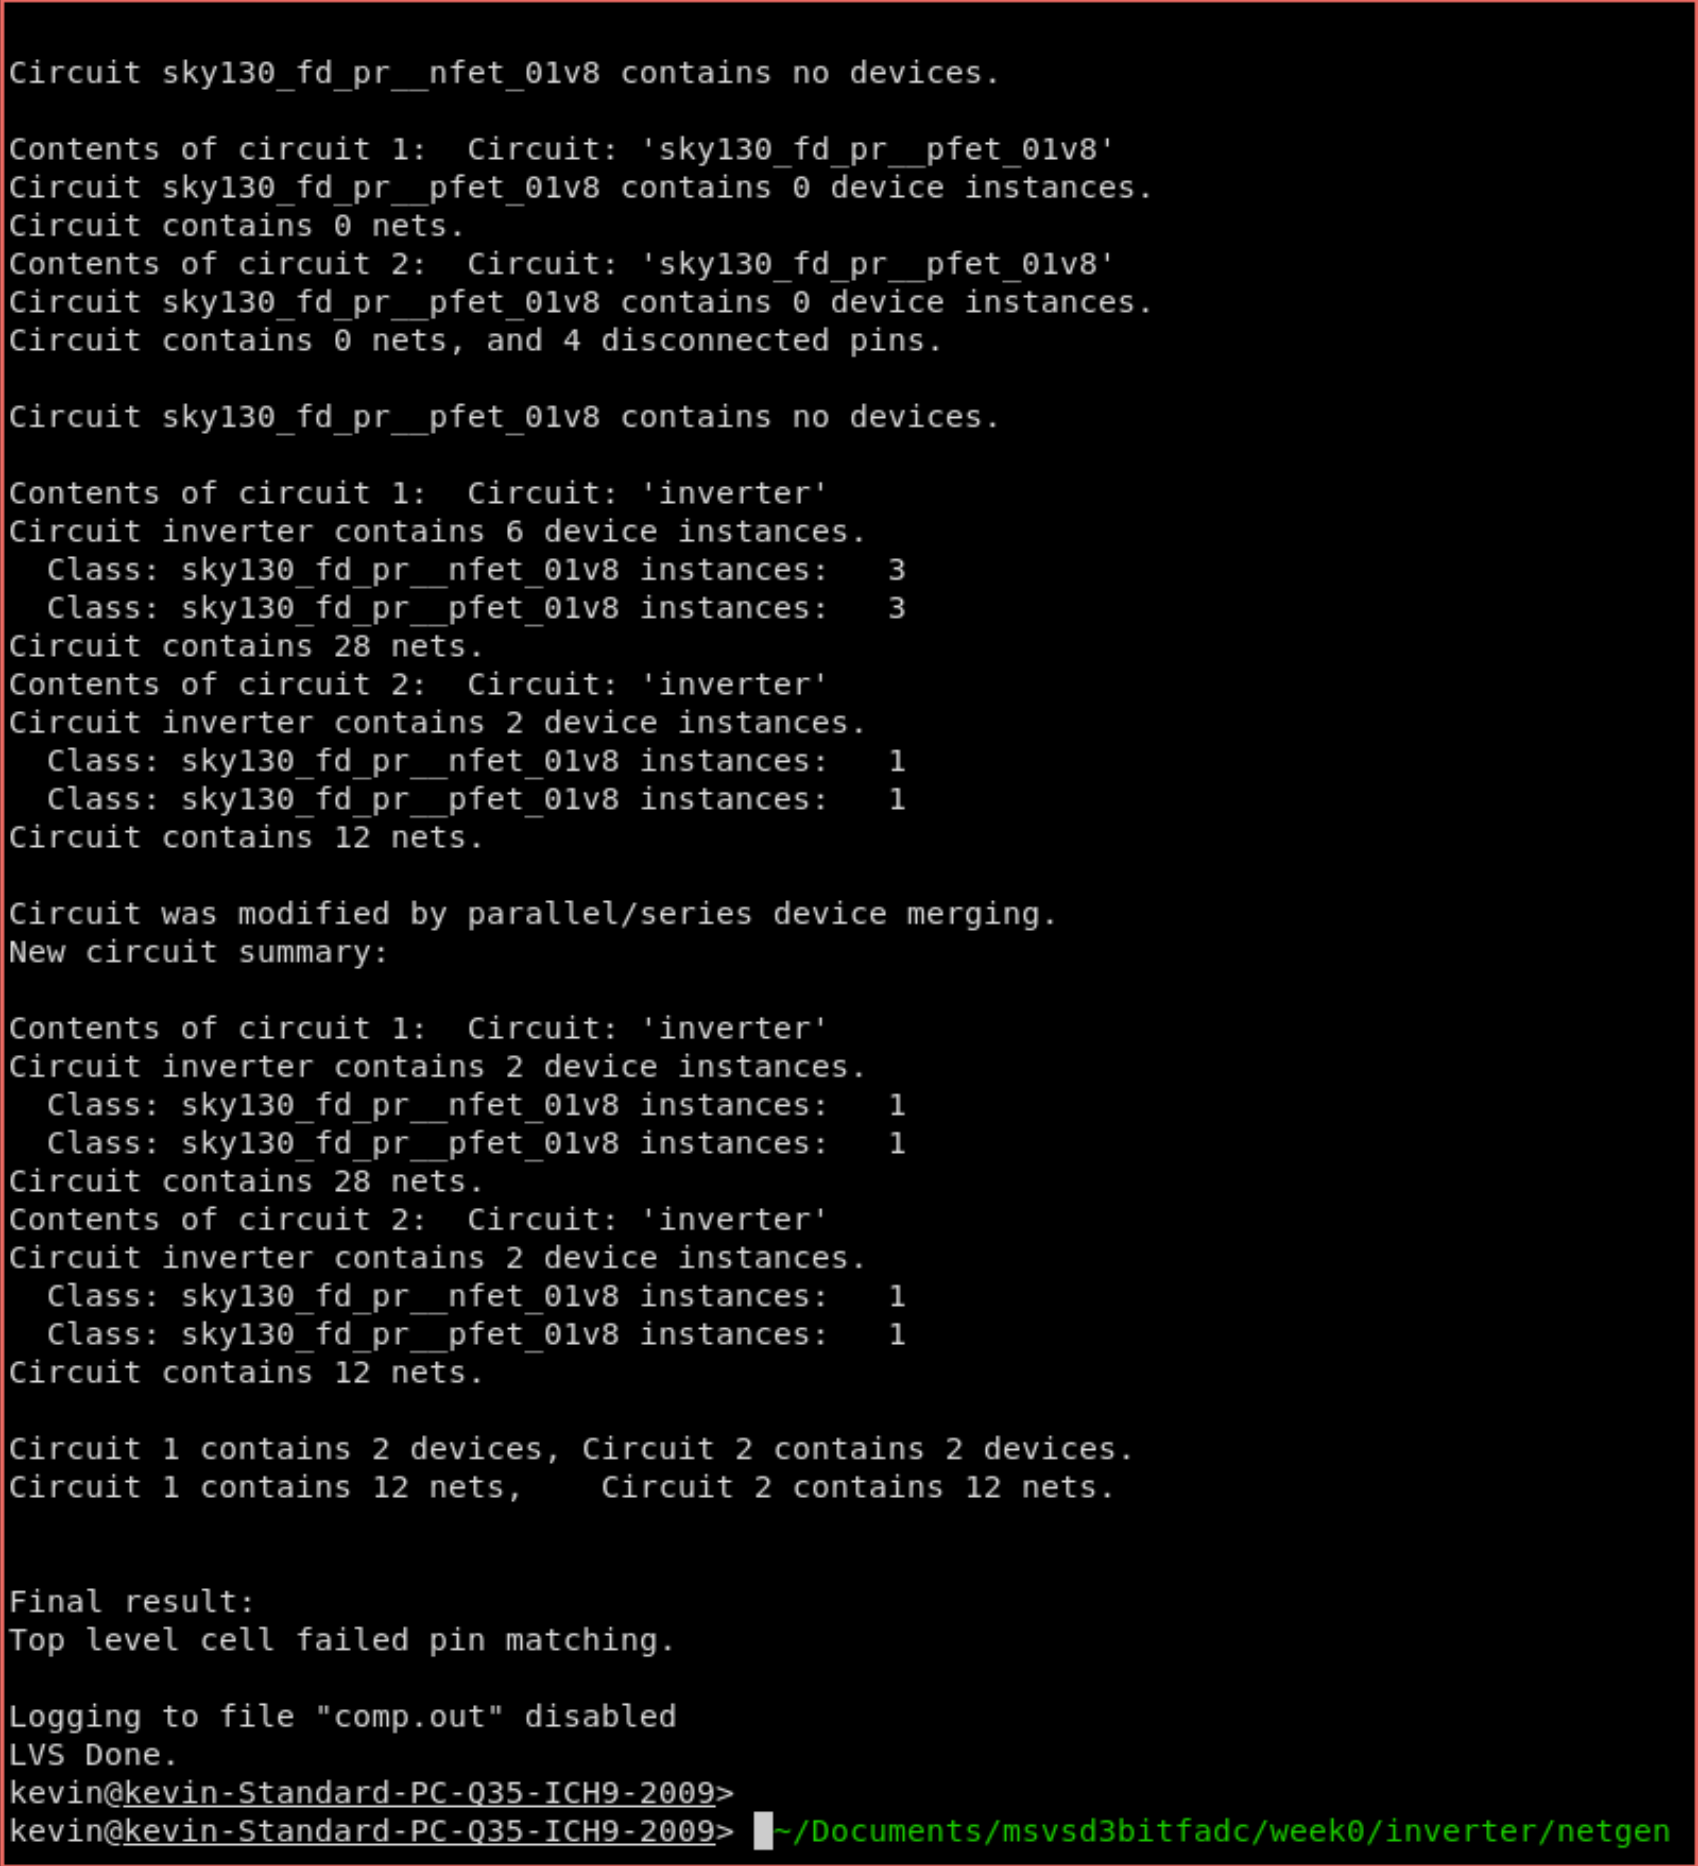 Circuit sky130_fd_pr__nfet_01v8 contains no devices.
Contents of circuit 1:  Circuit: 'sky130_fd_pr__pfet_01v8'
Circuit sky130_fd_pr__pfet_01v8 contains 0 device instances.
Circuit contains 0 nets.
Contents of circuit 2:  Circuit: 'sky130_fd_pr__pfet_01v8'
Circuit sky130_fd_pr__pfet_01v8 contains 0 device instances.
Circuit contains 0 nets, and 4 disconnected pins.
Circuit sky130_fd_pr__pfet_01v8 contains no devices.
Contents of circuit 1:  Circuit: 'inverter'
Circuit inverter contains 6 device instances.
  Class: sky130_fd_pr__nfet_01v8 instances:   3
  Class: sky130_fd_pr__pfet_01v8 instances:   3
Circuit contains 28 nets.
Contents of circuit 2:  Circuit: 'inverter'
Circuit inverter contains 2 device instances.
  Class: sky130_fd_pr__nfet_01v8 instances:   1
  Class: sky130_fd_pr__pfet_01v8 instances:   1
Circuit contains 12 nets.
Circuit was modified by parallel/series device merging.
New circuit summary:
Contents of circuit 1:  Circuit: 'inverter'
Circuit inverter contains 2 device instances.
  Class: sky130_fd_pr__nfet_01v8 instances:   1
  Class: sky130_fd_pr__pfet_01v8 instances:   1
Circuit contains 28 nets.
Contents of circuit 2:  Circuit: 'inverter'
Circuit inverter contains 2 device instances.
  Class: sky130_fd_pr__nfet_01v8 instances:   1
  Class: sky130_fd_pr__pfet_01v8 instances:   1
Circuit contains 12 nets.
Circuit 1 contains 2 devices, Circuit 2 contains 2 devices.
Circuit 1 contains 12 nets,    Circuit 2 contains 12 nets.
Final result:
Top level cell failed pin matching.
Logging to file "comp.out" disabled
LVS Done.
kevin@kevin-Standard-PC-Q35-ICH9-2009>
kevin@kevin-Standard-PC-Q35-ICH9-2009> ~/Documents/msvsd3bitfadc/week0/inverter/netgen